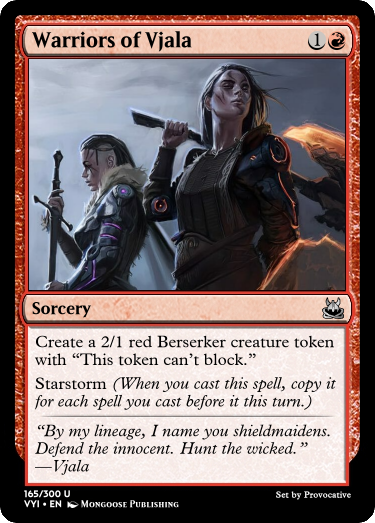 Warriors of Vjala 1
Sorcery
Create a 2/1 red Berserker creature token
with “This token can’t block.”
Starstorm (When you cast this spell, copy it
for each spell you cast before it this turn.)
“By my lineage, I name you shieldmaidens.
Defend the innocent. Hunt the wicked.”
—Vjala
165/300 U
VYI • EN Mongoose Publishing
Set by Provocative